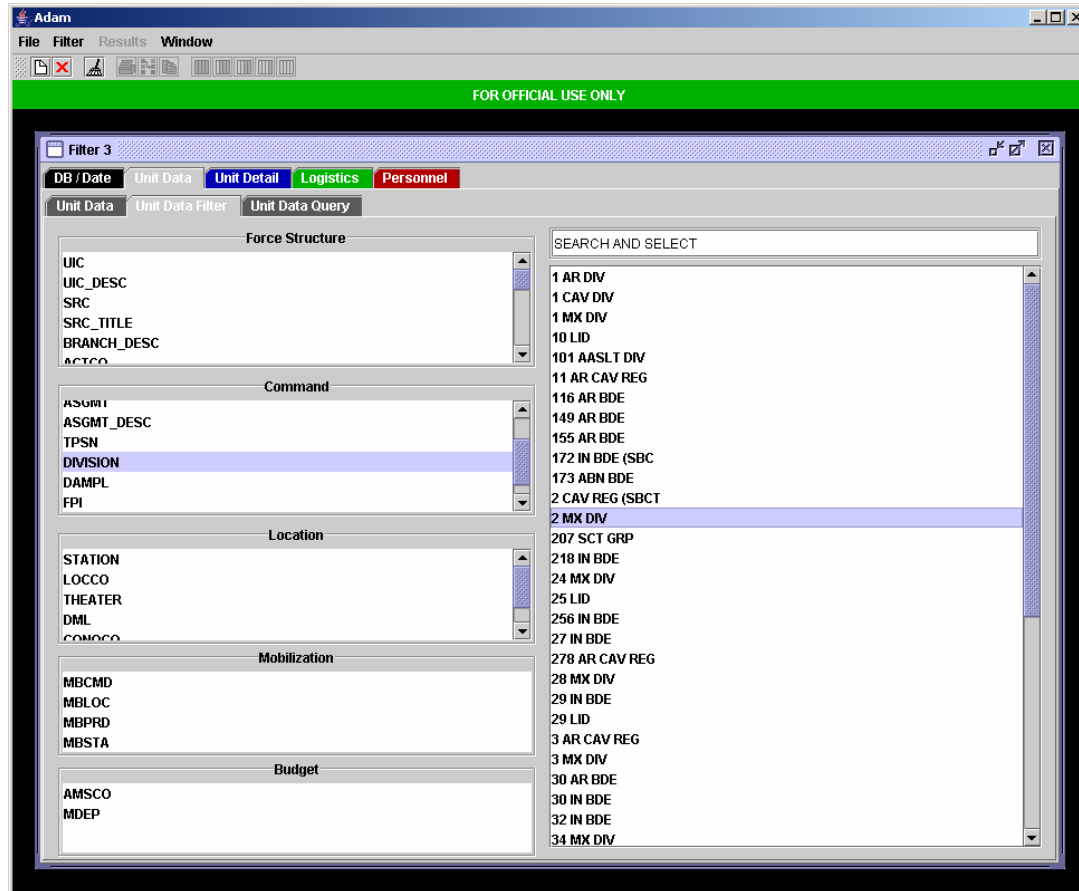 Adam
File Filter Results Window
FOR OFFICIAL USE ONLY
Filter 3
DB / Date Unit Data Unit Detail Logistics Personnel
Unit Data Unit Data Filter Unit Data Query
Force Structure
UIC
UIC_DESC
SRC
SRC_TITLE
BRANCH_DESC
ACTCO
Command
ASGMT
ASGMT_DESC
TPSN
DIVISION
DAMPL
FPI
Location
STATION
LOCCO
THEATER
DML
CONOCO
Mobilization
MBCMD
MBLOC
MBPRD
MBSTA
Budget
AMSCO
MDEP
SEARCH AND SELECT
1 AR DIV
1 CAV DIV
1 MX DIV
10 LID
101 AASLT DIV
11 AR CAV REG
116 AR BDE
149 AR BDE
155 AR BDE
172 IN BDE (SBC
173 ABN BDE
2 CAV REG (SBCT
2 MX DIV
207 SCT GRP
218 IN BDE
24 MX DIV
25 LID
256 IN BDE
27 IN BDE
278 AR CAV REG
28 MX DIV
29 IN BDE
29 LID
3 AR CAV REG
3 MX DIV
30 AR BDE
30 IN BDE
32 IN BDE
34 MX DIV